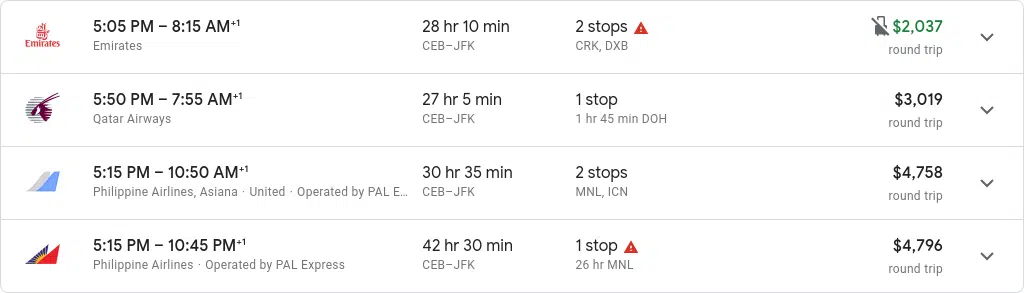 5:05 PM – 8:15 AM+1
28 hr 10 min
2 stops
$2,037
Emirates
Emirates
CEB–JFK
CRK, DXB
round trip
5:50 PM – 7:55 AM+1
27 hr 5 min
1 stop
$3,019
Qatar Airways
CEB–JFK
1 hr 45 min DOH
round trip
5:15 PM – 10:50 AM+1
30 hr 35 min
2 stops
$4,758
Philippine Airlines, Asiana · United · Operated by PAL E...
CEB–JFK
MNL, ICN
round trip
5:15 PM – 10:45 PM+1
42 hr 30 min
1 stop
$4,796
Philippine Airlines · Operated by PAL Express
CEB–JFK
26 hr MNL
round trip